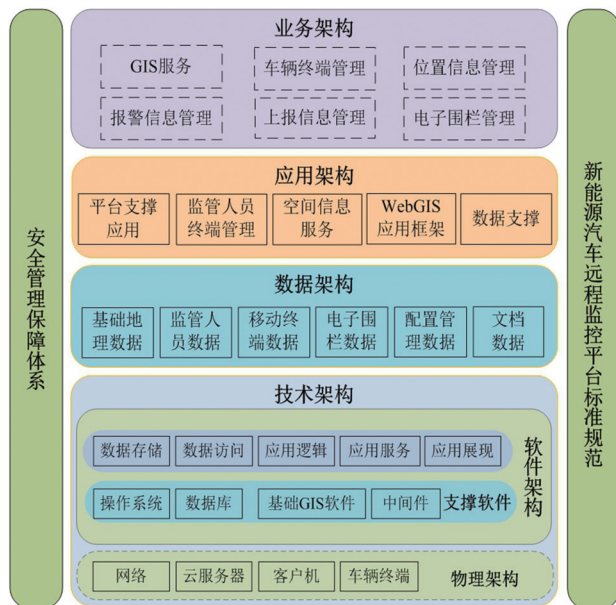 业务架构
GIS服务
车辆终端管理
位置信息管理
报警信息管理
上报信息管理
电子围栏管理
应用架构
平台支撑
应用
监管人员
终端管理
空间信息
服务
WebGIS
应用框架
数据支撑
数据架构
基础地
理数据
监管人
员数据
移动终
端数据
电子围
栏数据
配置管
理数据
文档
数据
技术架构
数据存储
数据访问
应用逻辑
应用服务
应用展现
操作系统
数据库
基础GIS软件
中间件
支撑软件
软件架构
网络
云服务器
客户机
车辆终端
物理架构
安全管理保障体系
新能源汽车远程监控平台标准规范